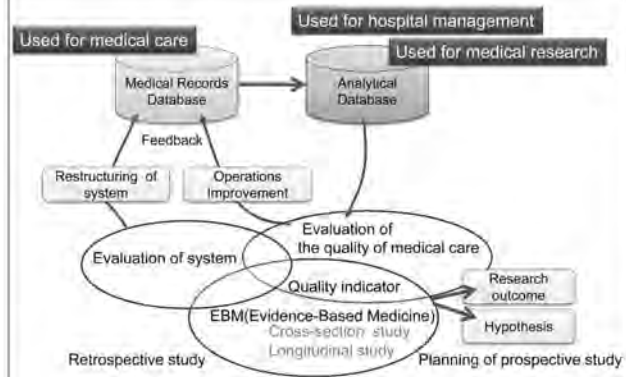 Used for hospital management
Used for medical care
Used for medical research
Medical Records
Database
Analytical
Database
Feedback
Restructuring of
system
Operations
Improvement
Evaluation of system
Evaluation of
the quality of medical care
Quality indicator
EBM(Evidence-Based Medicine)
Cross-section study
Longitudinal study
Research
outcome
Hypothesis
Retrospective study
Planning of prospective study